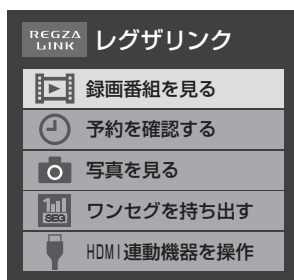 REGZA
LINK
レグザリンク
録画番組を見る
予約を確認する
写真を見る
1seg
SEG
ワンセグを持ち出す
HDMI連動機器を操作